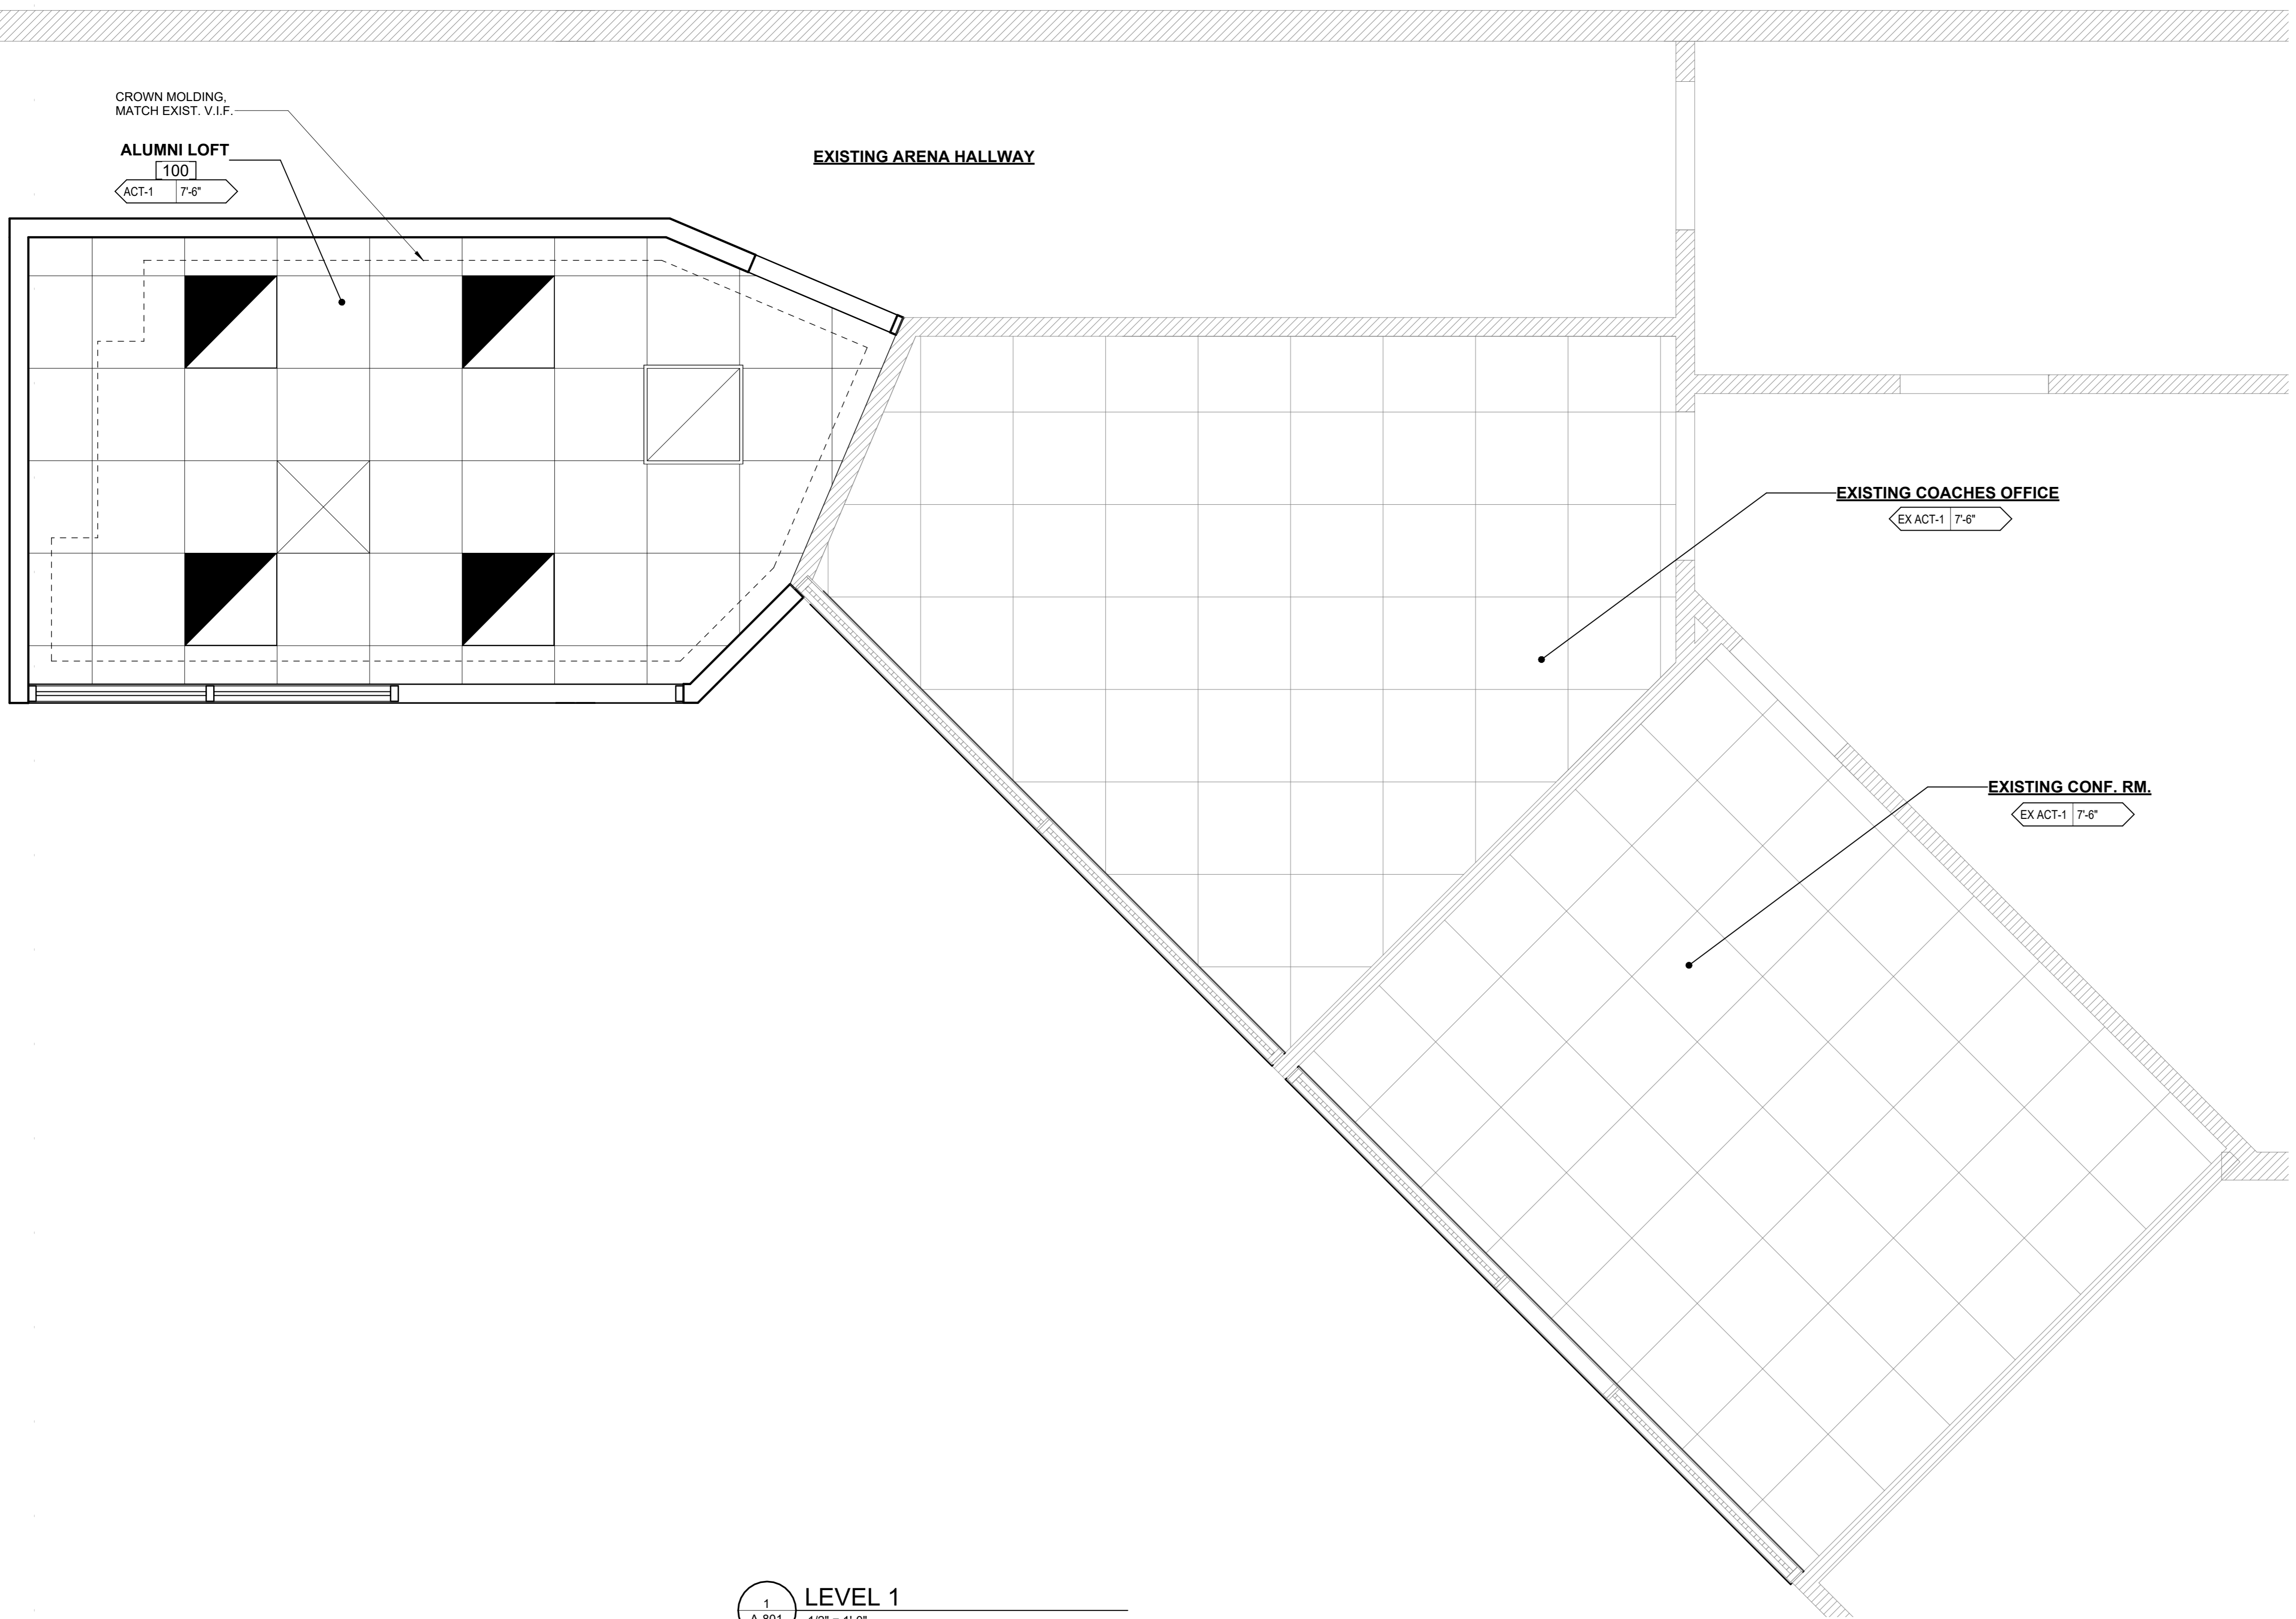 CROWN MOLDING,
MATCH EXIST. V.I.F.
ALUMNI LOFT
100
ACT-1 7'-6"
EXISTING ARENA HALLWAY
EXISTING COACHES OFFICE
EX ACT-1 7'-6"
EXISTING CONF. RM.
EX ACT-1 7'-6"
1 LEVEL 1
A-801